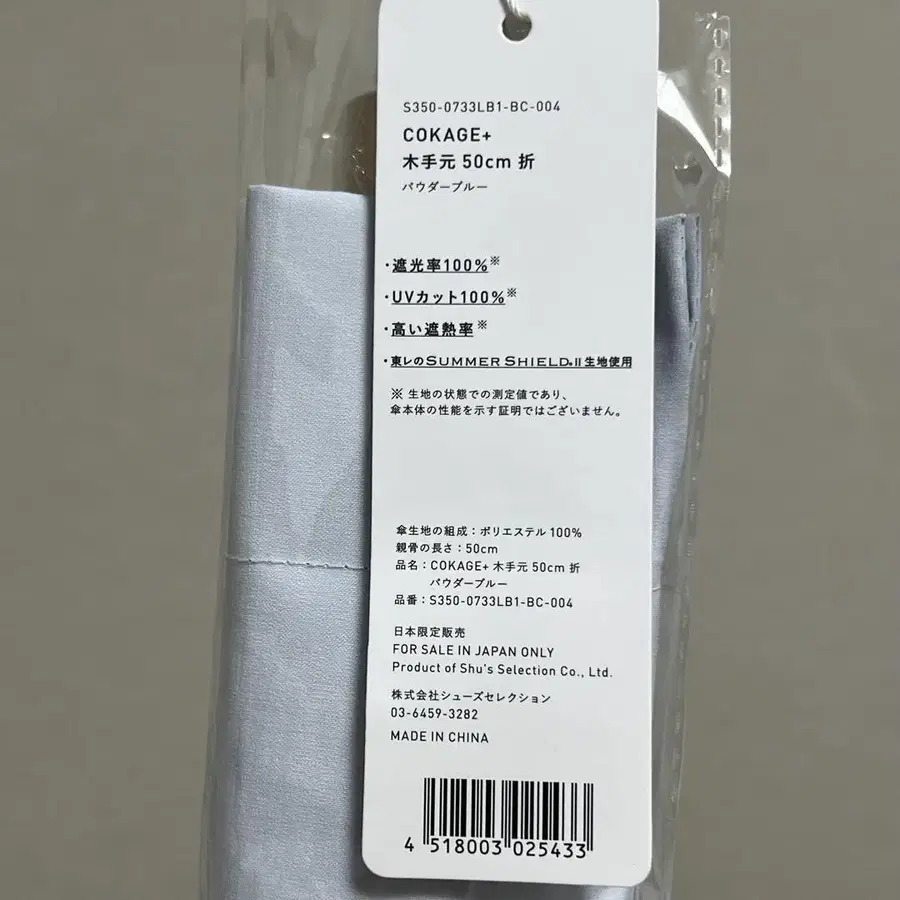 S350-0733LB1-BC-004
COKAGE+
木手元 50cm 折
パウダーブルー
・遮光率100%※
・UVカット100%※
・高い遮熱率※
・東レのSUMMER SHIELD®II生地使用
※ 生地の状態での測定値であり、
傘本体の性能を示す証明ではございません。
傘生地の組成：ポリエステル 100%
親骨の長さ：50cm
品名：COKAGE+ 木手元 50cm 折
パウダーブルー
品番：S350-0733LB1-BC-004
日本限定販売
FOR SALE IN JAPAN ONLY
Product of Shu's Selection Co., Ltd.
株式会社シューズセレクション
03-6459-3282
MADE IN CHINA
4 518003 025433